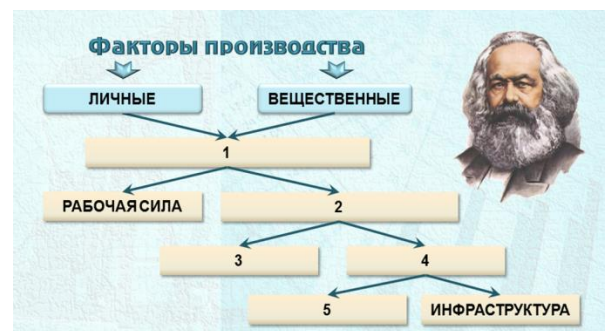 Факторы производства
ЛИЧНЫЕ
ВЕЩЕСТВЕННЫЕ
1
РАБОЧАЯ СИЛА
2
3
4
5
ИНФРАСТРУКТУРА